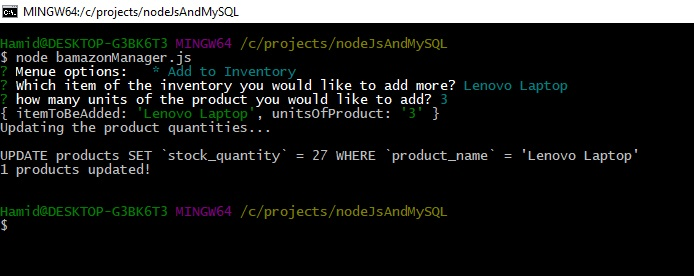 MINGW64:/c/projects/nodeJsAndMySQL
Hamid@DESKTOP-G3BK6T3 MINGW64 /c/projects/nodeJsAndMySQL
$ node bamazonManager.js
? Menue options:   * Add to Inventory
? Which item of the inventory you would like to add more? Lenovo Laptop
? how many units of the product you would like to add? 3
{ itemToBeAdded: 'Lenovo Laptop', unitsOfProduct: '3' }
Updating the product quantities...
UPDATE products SET `stock_quantity` = 27 WHERE `product_name` = 'Lenovo Laptop'
1 products updated!
Hamid@DESKTOP-G3BK6T3 MINGW64 /c/projects/nodeJsAndMySQL
$